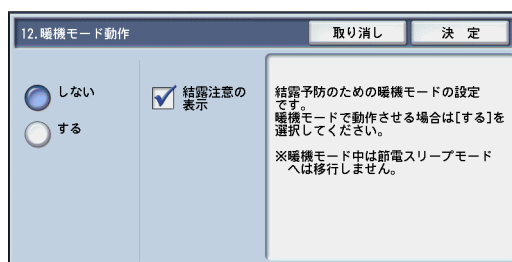 12.暖機モード動作
取り消し
決 定
しない
する
結露注意の
表示
結露予防のための暖機モードの設定
です。
暖機モードで動作させる場合は[する]を
選択してください。
※暖機モード中は節電スリープモード
へは移行しません。